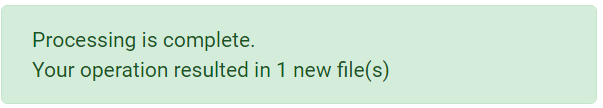 Processing is complete.
Your operation resulted in 1 new file(s)